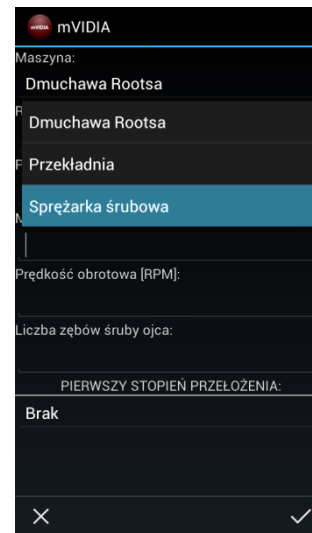 mVIDIA
mVIDIA
Maszyna:
Dmuchawa Rootsa
Dmuchawa Rootsa
Przekładnia
Sprężarka śrubowa
Prędkość obrotowa [RPM]:
Liczba zębów śruby ojca:
PIERWSZY STOPIEŃ PRZEŁOŻENIA:
Brak